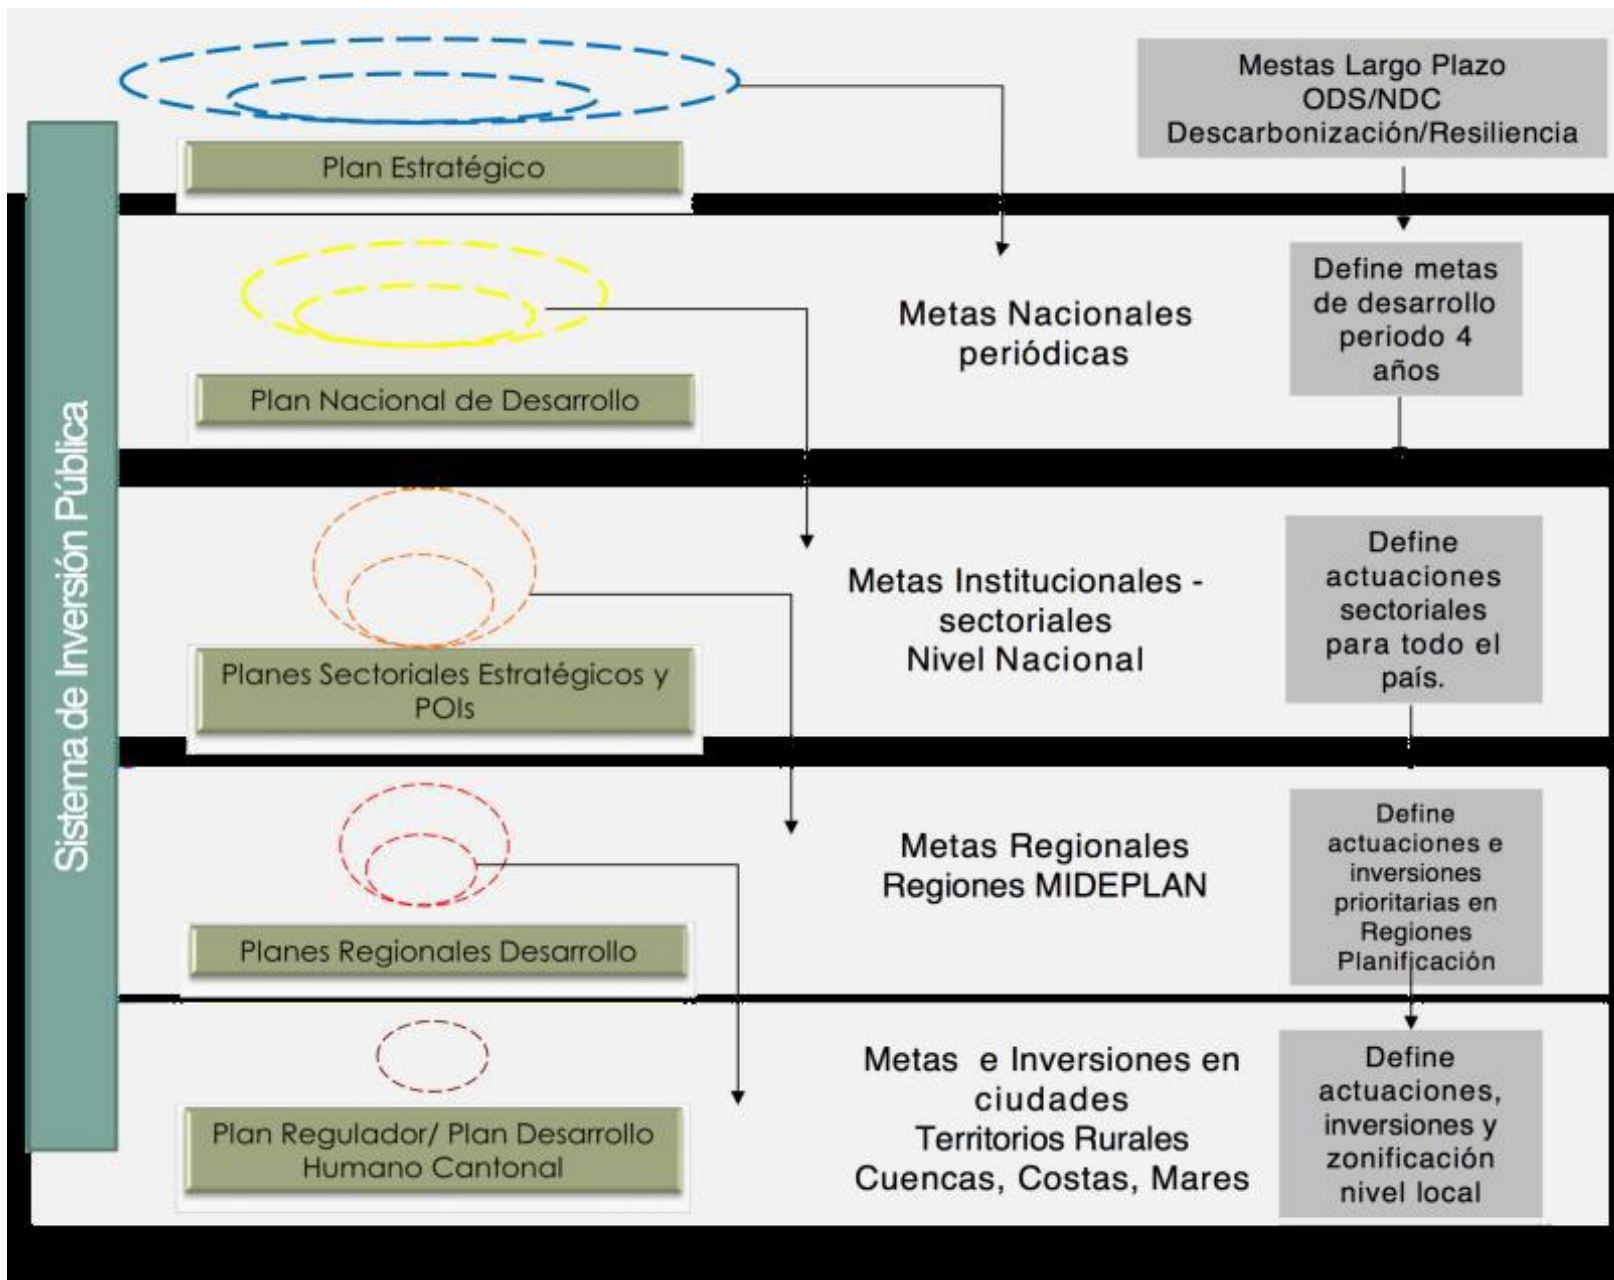 Sistema de Inversión Pública
Plan Estratégico
Mestas Largo Plazo
ODS/NDC
Descarbonización/Resiliencia
Plan Nacional de Desarrollo
Metas Nacionales
periódicas
Define metas
de desarrollo
periodo 4
años
Planes Sectoriales Estratégicos y
POIs
Metas Institucionales -
sectoriales
Nivel Nacional
Define
actuaciones
sectoriales
para todo el
país.
Planes Regionales Desarrollo
Metas Regionales
Regiones MIDEPLAN
Define
actuaciones e
inversiones
prioritarias en
Regiones
Planificación
Plan Regulador/ Plan Desarrollo
Humano Cantonal
Metas e Inversiones en
ciudades
Territorios Rurales
Cuencas, Costas, Mares
Define
actuaciones,
inversiones y
zonificación
nivel local